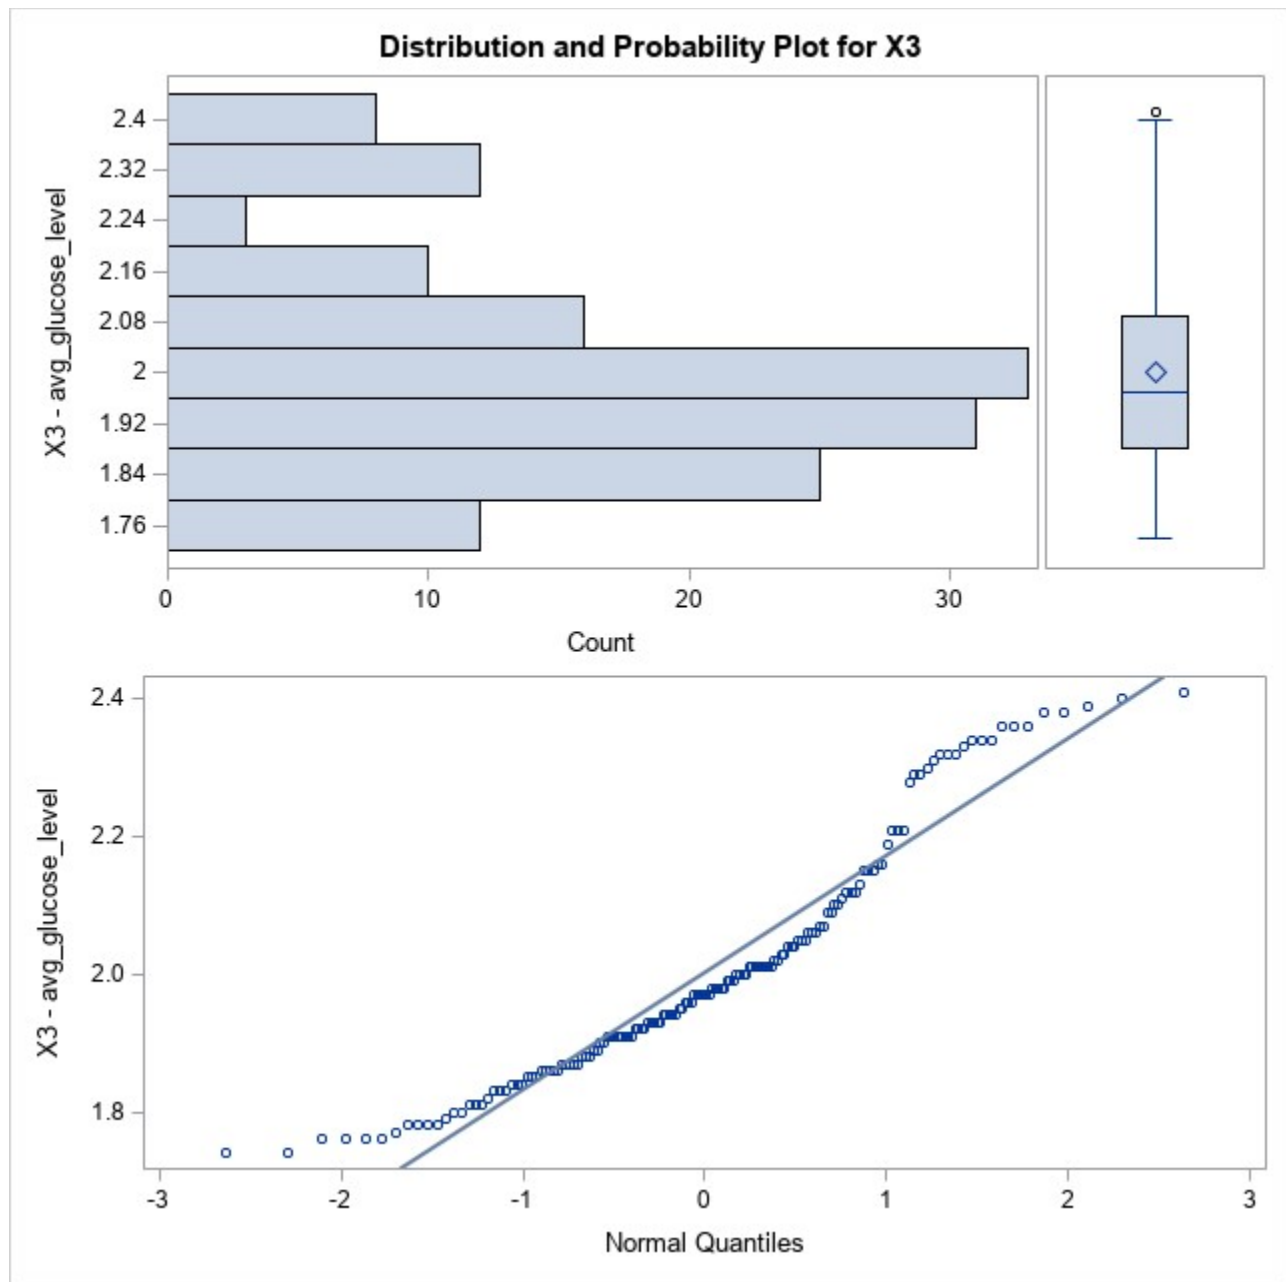 Distribution and Probability Plot for X3
X3 - avg_glucose_level
2.4
2.32
2.24
2.16
2.08
2
1.92
1.84
1.76
0 10 20 30
Count
X3 - avg_glucose_level
2.4
2.2
2.0
1.8
-3 -2 -1 0 1 2 3
Normal Quantiles